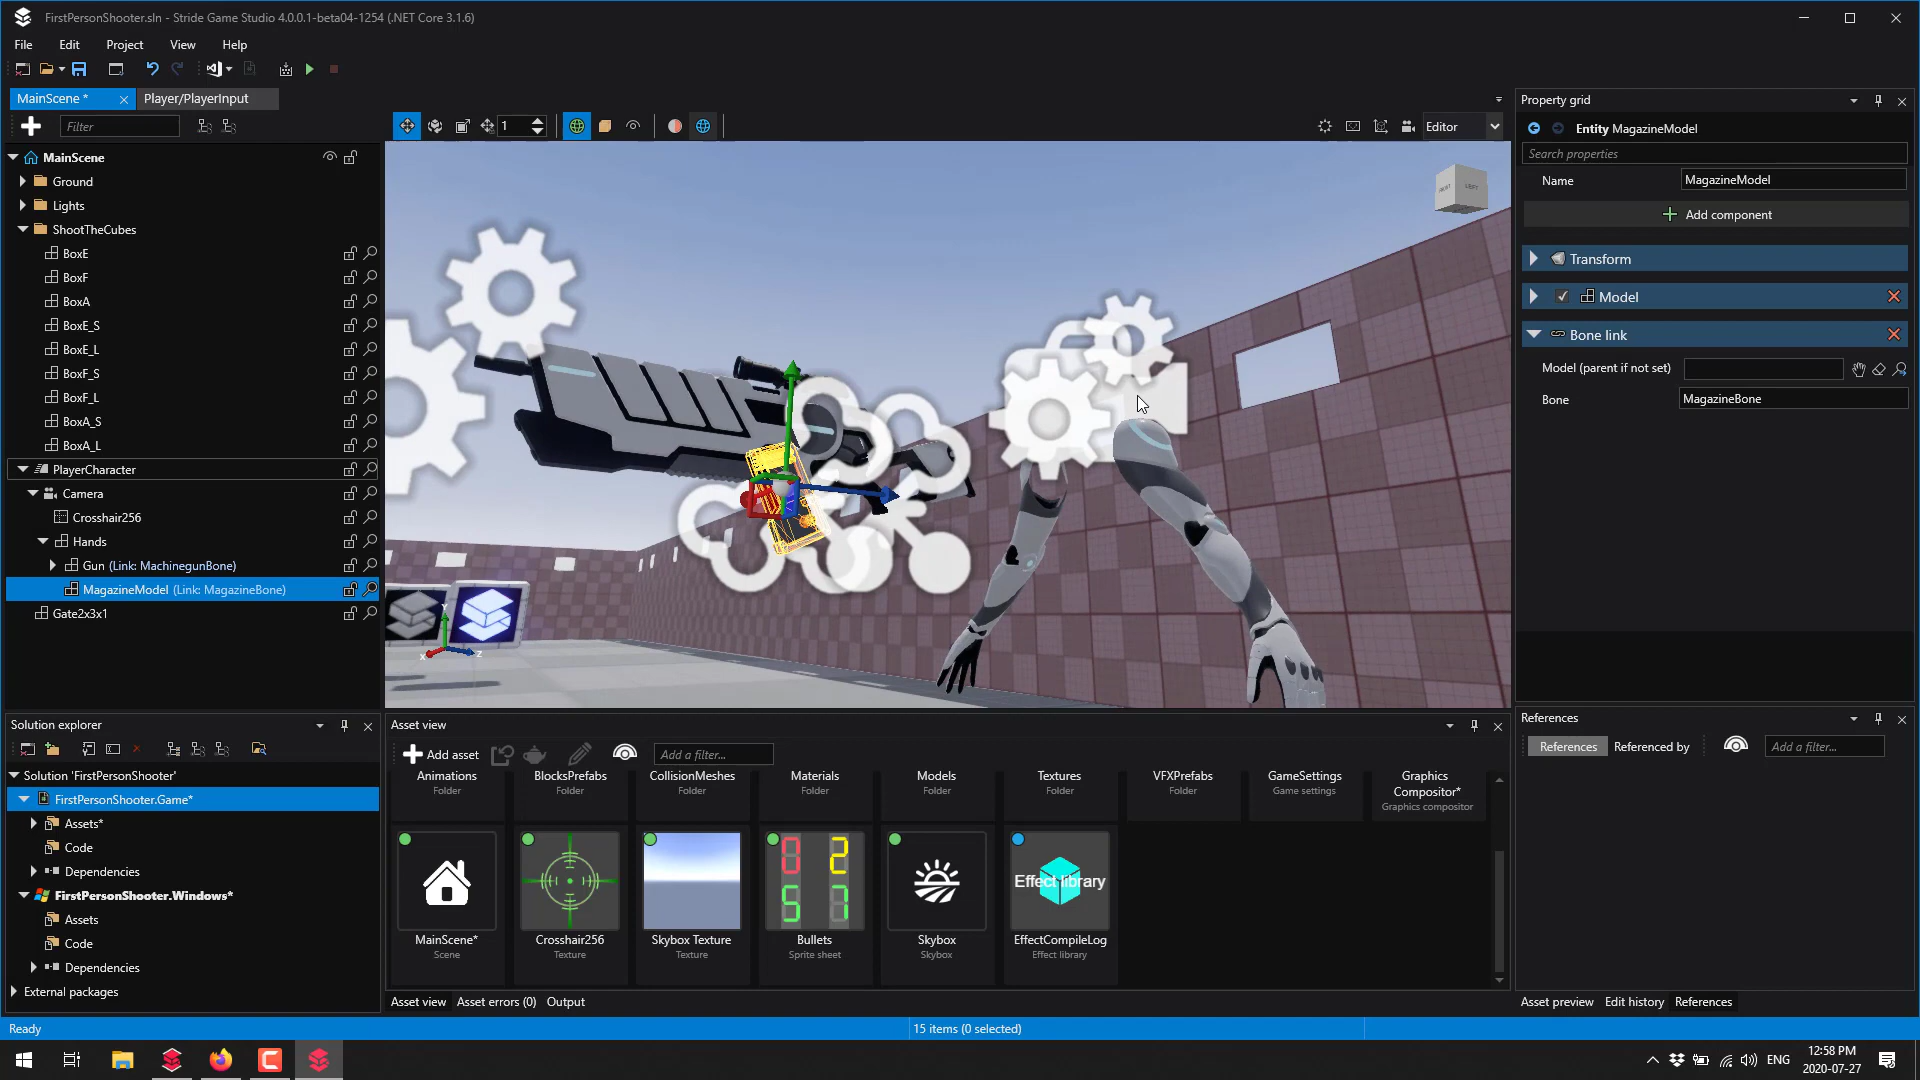 FirstPersonShooter.sln - Stride Game Studio 4.0.0.1-beta04-1254 (.NET Core 3.1.6)
File Edit Project View Help
MainScene * Player/PlayerInput
Filter
1
Editor
MainScene
Ground
Lights
ShootTheCubes
BoxE
BoxF
BoxA
BoxE_S
BoxE_L
BoxF_S
BoxF_L
BoxA_S
BoxA_L
PlayerCharacter
Camera
Crosshair256
Hands
Gun (Link: MachinegunBone)
MagazineModel (Link: MagazineBone)
Gate2x3x1
Y
X
Z
LEFT
Property grid
Entity MagazineModel
Search properties
Name MagazineModel
Add component
Transform
Model
Bone link
Model (parent if not set)
Bone MagazineBone
Solution explorer
Solution 'FirstPersonShooter'
FirstPersonShooter.Game*
Assets*
Code
Dependencies
FirstPersonShooter.Windows*
Assets
Code
Dependencies
External packages
Asset view
Add asset
Add a filter...
Animations
Folder
BlocksPrefabs
Folder
CollisionMeshes
Folder
Materials
Folder
Models
Folder
Textures
Folder
VFXPrefabs
Folder
GameSettings
Game settings
Graphics
Compositor*
Graphics compositor
MainScene*
Scene
Crosshair256
Texture
Skybox Texture
Texture
0 2
5 7
Bullets
Sprite sheet
Skybox
Skybox
Effect library
EffectCompileLog
Effect library
Asset view Asset errors (0) Output
References
References Referenced by
Add a filter...
Asset preview Edit history References
Ready
15 items (0 selected)
ENG
12:58 PM
2020-07-27